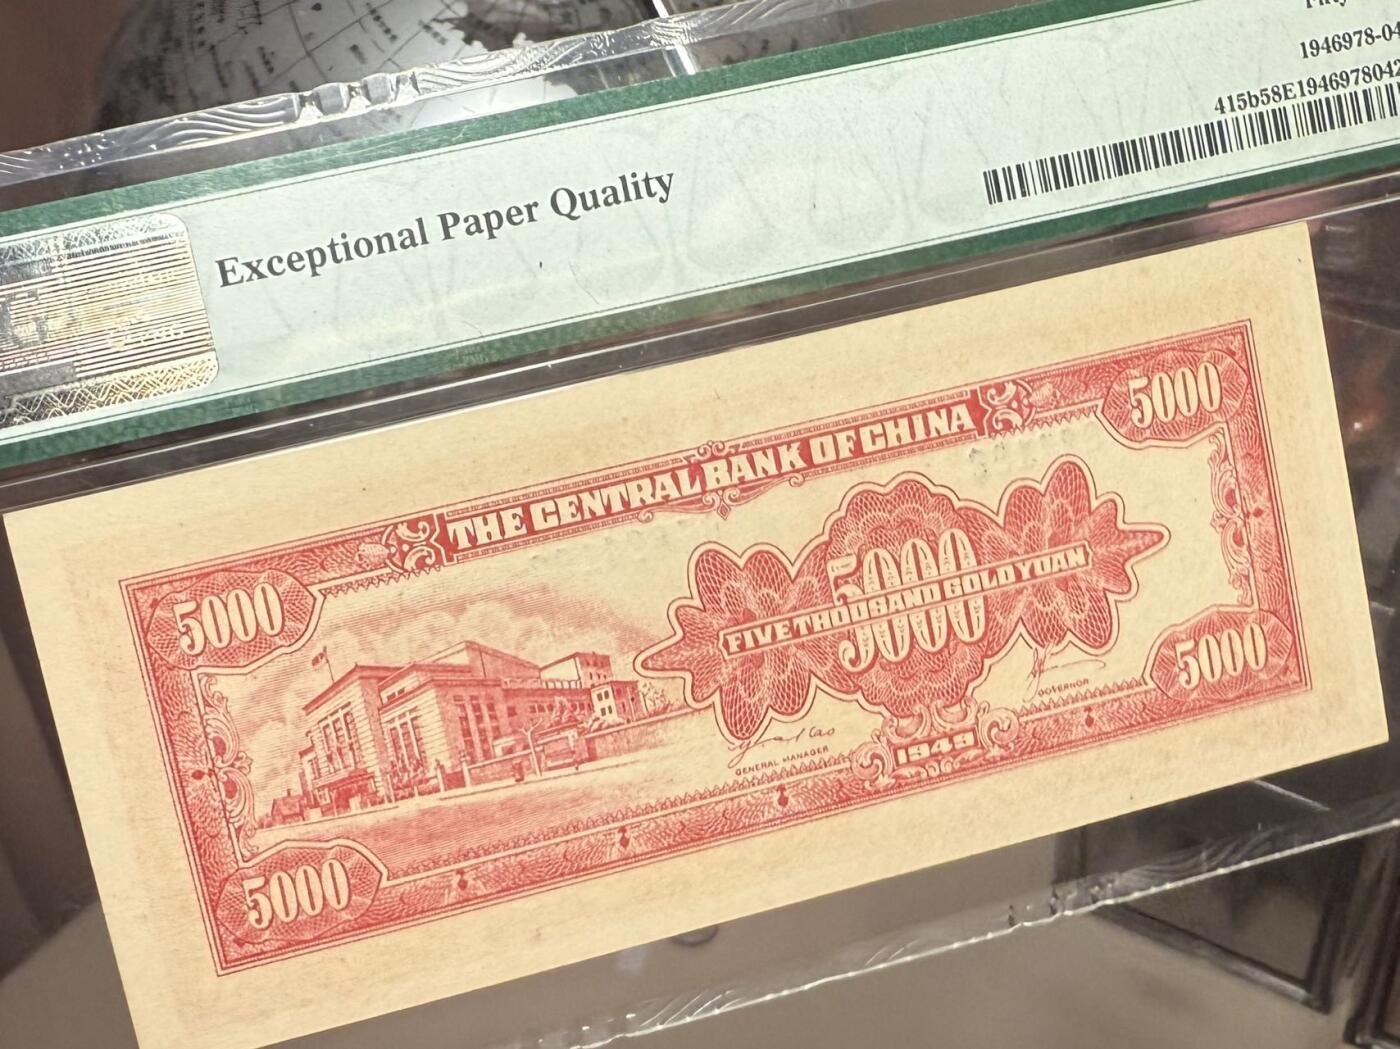 1946978-04
415b58E1946978042
Exceptional Paper Quality
THE CENTRAL BANK OF CHINA
5000
5000
5000
FIVE THOUSAND GOLD YUAN
5000
GOVERNOR
GENERAL MANAGER
1949
5000